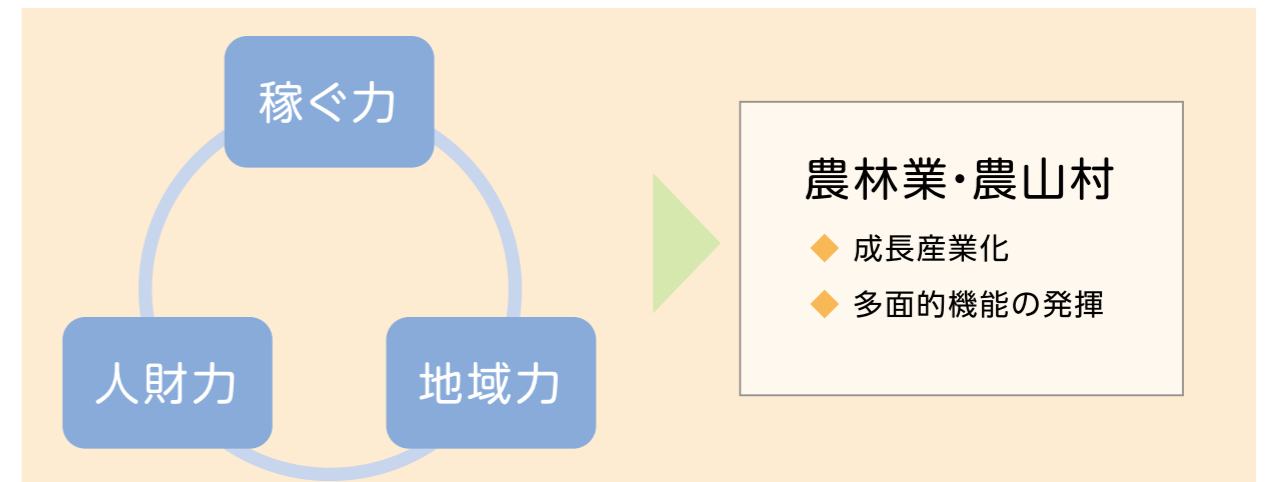 稼ぐ力
人財力
地域力
農林業・農山村
◆ 成長産業化
◆ 多面的機能の発揮